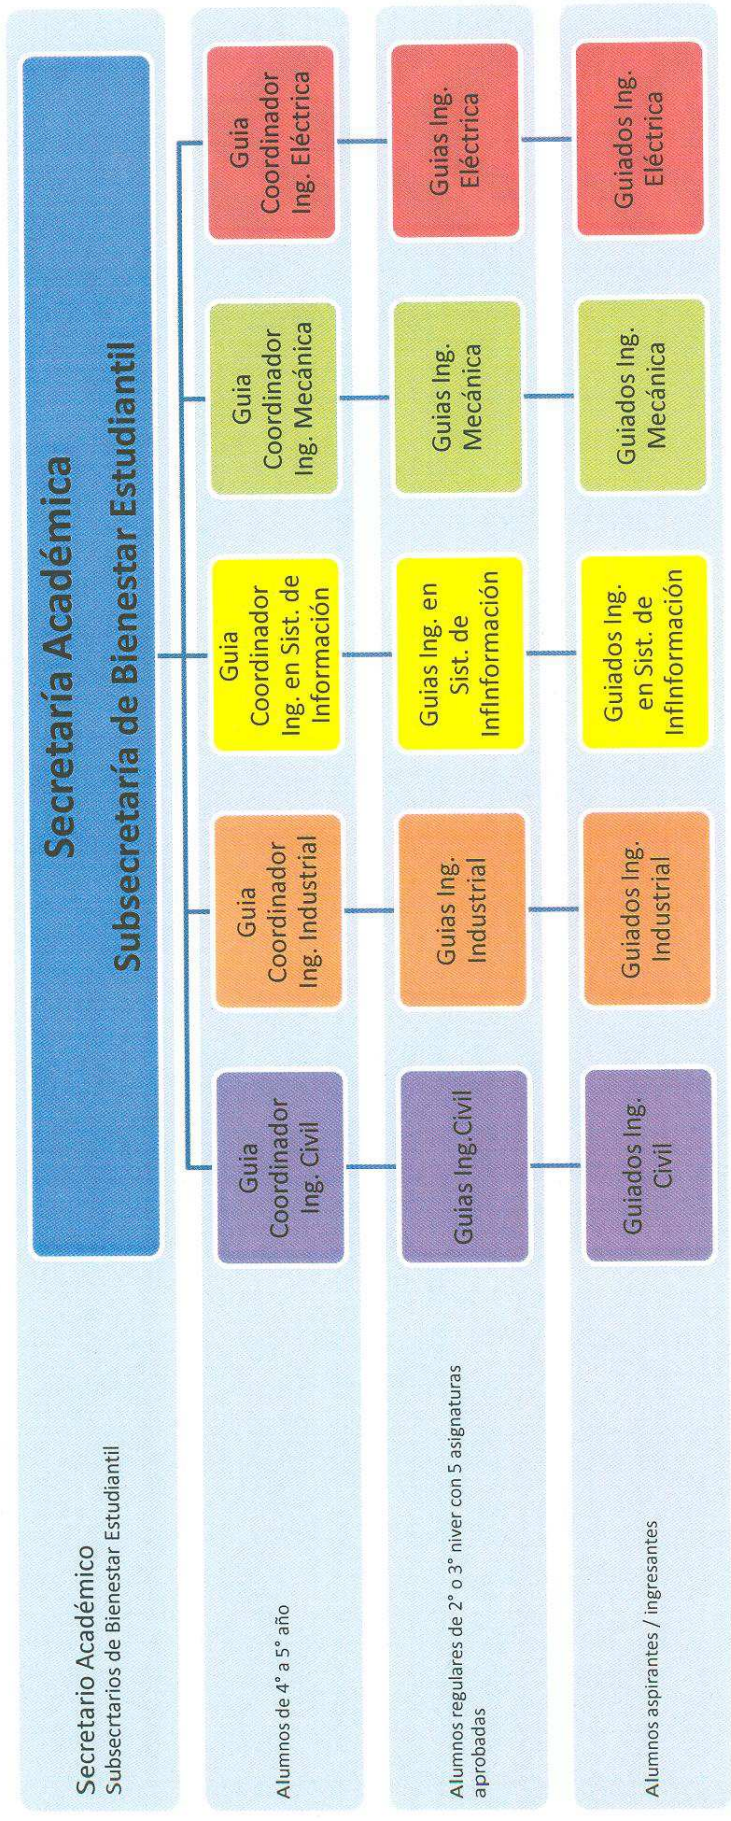 Secretaría Académica
Subsecretaría de Bienestar Estudiantil
Secretario Académico
Subsecrtarios de Bienestar Estudiantil
Alumnos de 4° a 5° año
Guia
Coordinador
Ing. Civil
Guia
Coordinador
Ing. Industrial
Guia
Coordinador
Ing. en Sist. de
Información
Guia
Coordinador
Ing. Mecánica
Guia
Coordinador
Ing. Eléctrica
Alumnos regulares de 2° o 3° niver con 5 asignaturas
aprobadas
Guias Ing.Civil
Guias Ing.
Industrial
Guias Ing. en
Sist. de
InfInformación
Guias Ing.
Mecánica
Guias Ing.
Eléctrica
Alumnos aspirantes / ingresantes
Guiados Ing.
Civil
Guiados Ing.
Industrial
Guiados Ing.
en Sist. de
InfInformación
Guiados Ing.
Mecánica
Guiados Ing.
Eléctrica